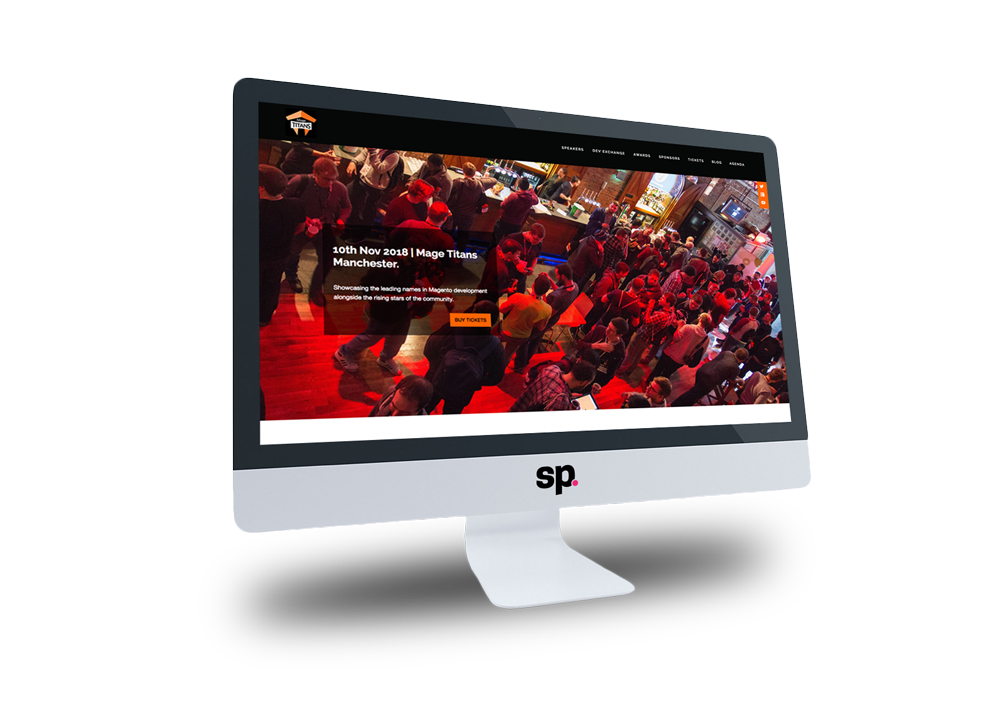 TITANS
SPEAKERS DEV EXCHANGE AWARDS SPONSORS TICKETS BLOG AGENDA
10th Nov 2018 | Mage Titans
Manchester.
Showcasing the leading names in Magento development
alongside the rising stars of the community.
BUY TICKETS
sp.